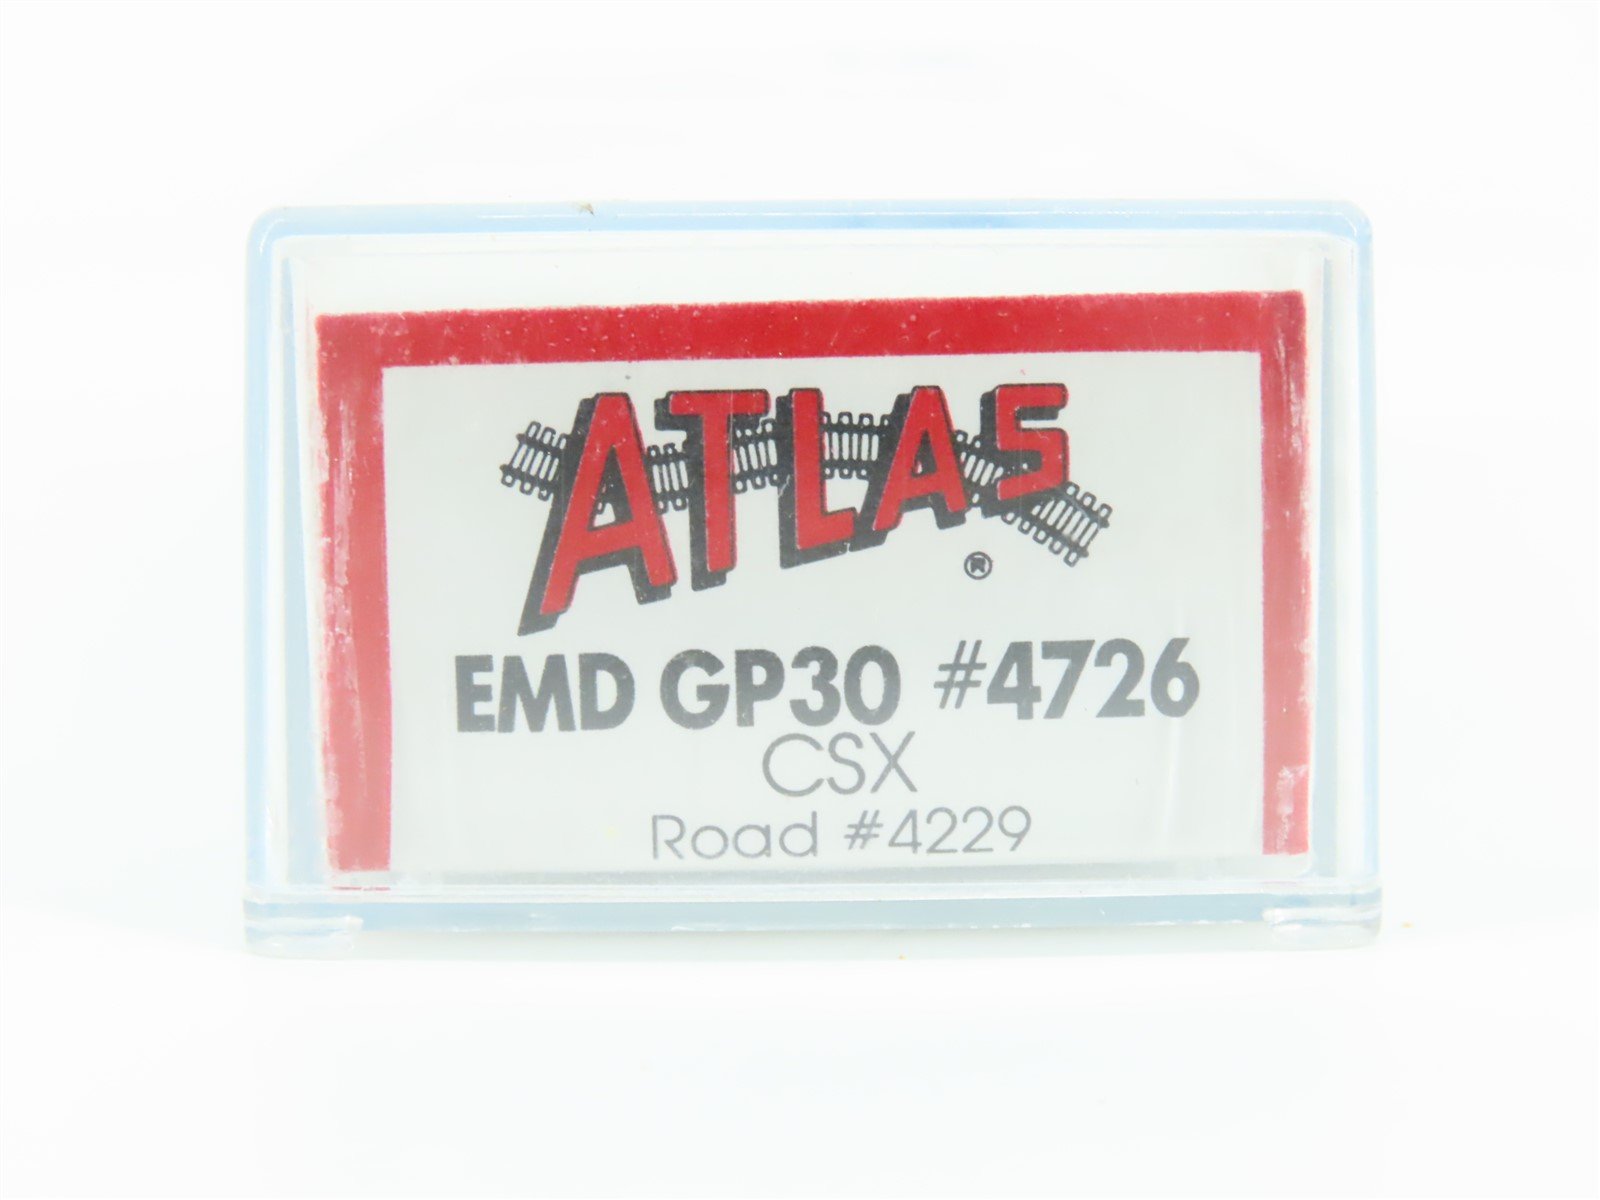 ATLAS
®
EMD GP30 #4726
CSX
Road #4229